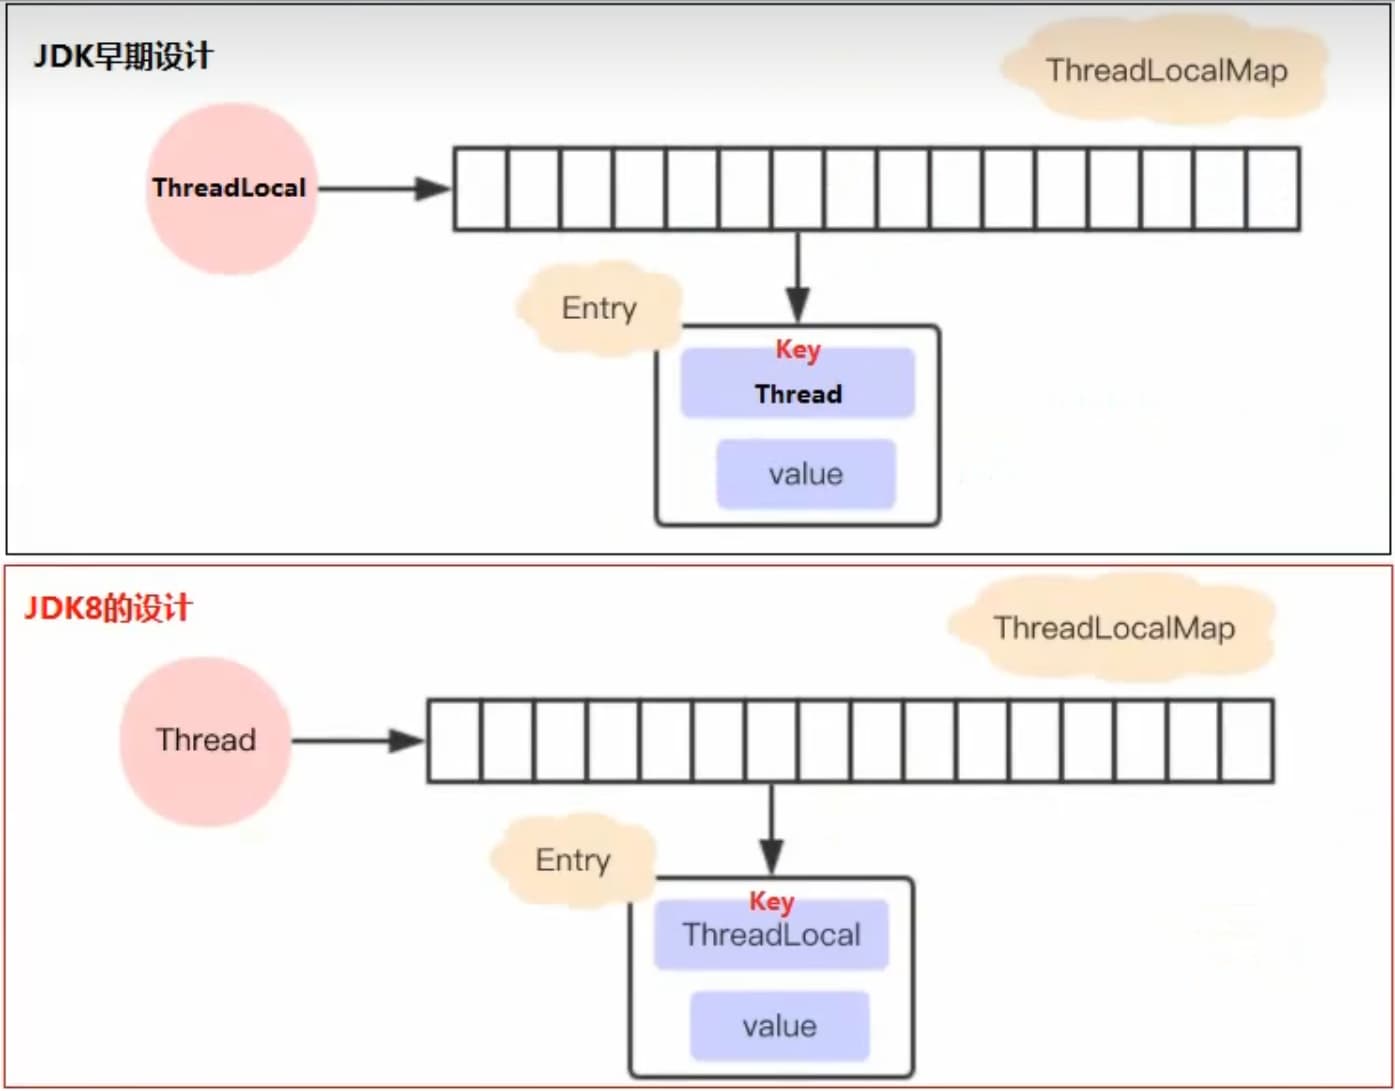 JDK早期设计
ThreadLocalMap
ThreadLocal
Entry
Key
Thread
value
JDK8的设计
ThreadLocalMap
Thread
Entry
Key
ThreadLocal
value